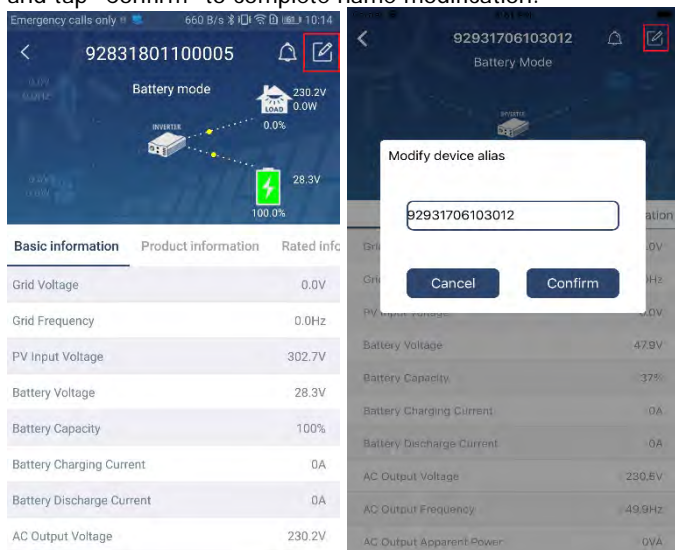 and tap "Confirm" to complete name modification.
Emergency calls only
660 B/s
10:14
92831801100005
Battery mode
230.2V
LOAD
0.0W
0.0%
INVERTER
28.3V
100.0%
Basic information
Product information
Rated info
Grid Voltage
0.0V
Grid Frequency
0.0Hz
PV Input Voltage
302.7V
Battery Voltage
28.3V
Battery Capacity
100%
Battery Charging Current
0A
Battery Discharge Current
0A
AC Output Voltage
230.2V
92931706103012
Battery Mode
Modify device alias
92931706103012
Cancel
Confirm
Battery Voltage
47.9V
Battery Capacity
37%
Battery Charging Current
0A
Battery Discharge Current
0A
AC Output Voltage
AC Output Frequency
49.9Hz
AC Output Apparent Power
0VA